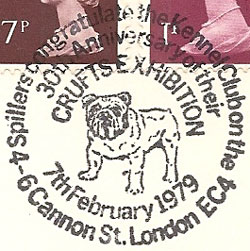 7P
1P
Spillers congratulate the Kennel Club on the
30th Anniversary of their
CRUFTS EXHIBITION
7th February 1979
4-6 Cannon St. London EC4